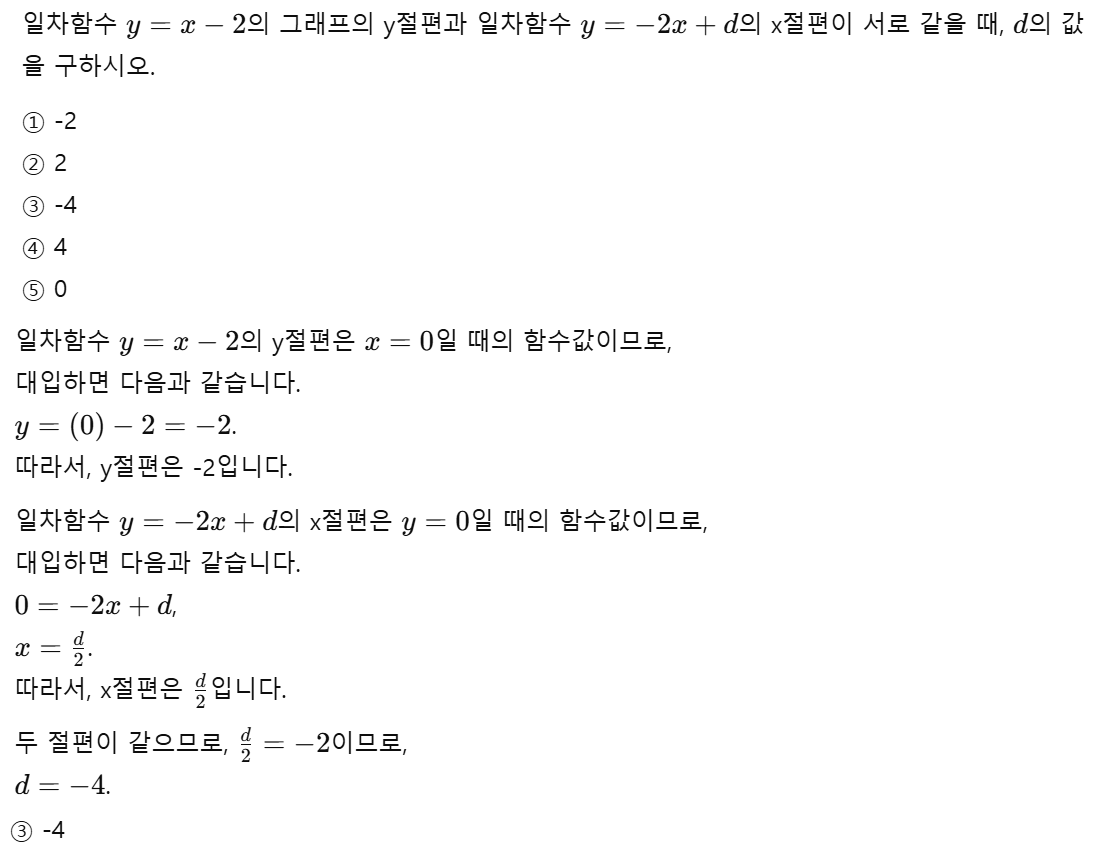 일차함수 y = x − 2의 그래프의 y절편과 일차함수 y = −2x + d의 x절편이 서로 같을 때, d의 값
을 구하시오.
① -2
② 2
③ -4
④ 4
⑤ 0
일차함수 y = x − 2의 y절편은 x = 0일 때의 함수값이므로,
대입하면 다음과 같습니다.
y = (0) − 2 = −2.
따라서, y절편은 -2입니다.
일차함수 y = −2x + d의 x절편은 y = 0일 때의 함수값이므로,
대입하면 다음과 같습니다.
0 = −2x + d,
x = d/2.
따라서, x절편은 d/2입니다.
두 절편이 같으므로, d/2 = −2이므로,
d = −4.
③ -4